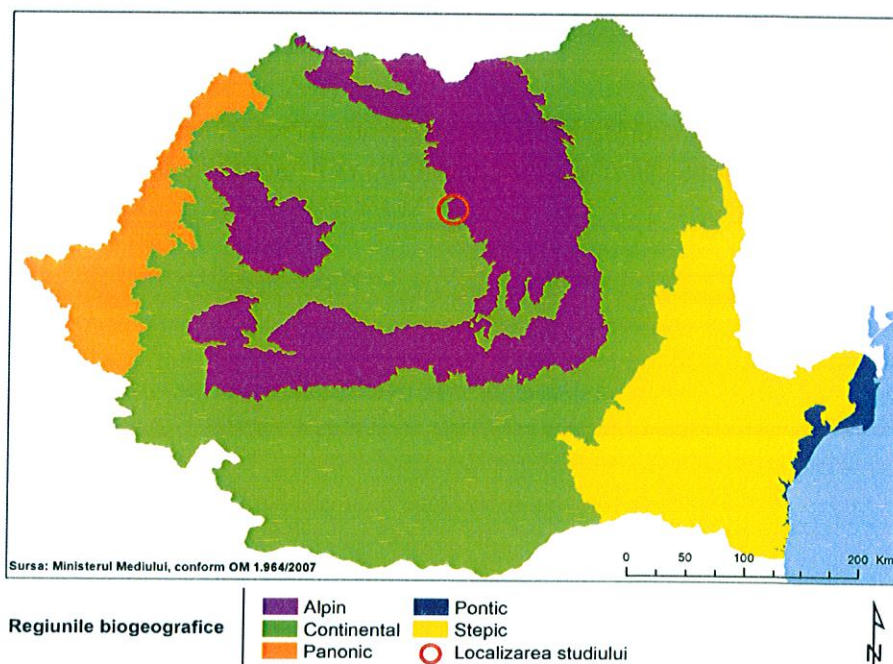 Sursa: Ministerul Mediului, conform OM 1.964/2007
0 50 100 200 Km
Regiunile biogeografice
Alpin
Continental
Panonic
Pontic
Stepic
Localizarea studiului
N